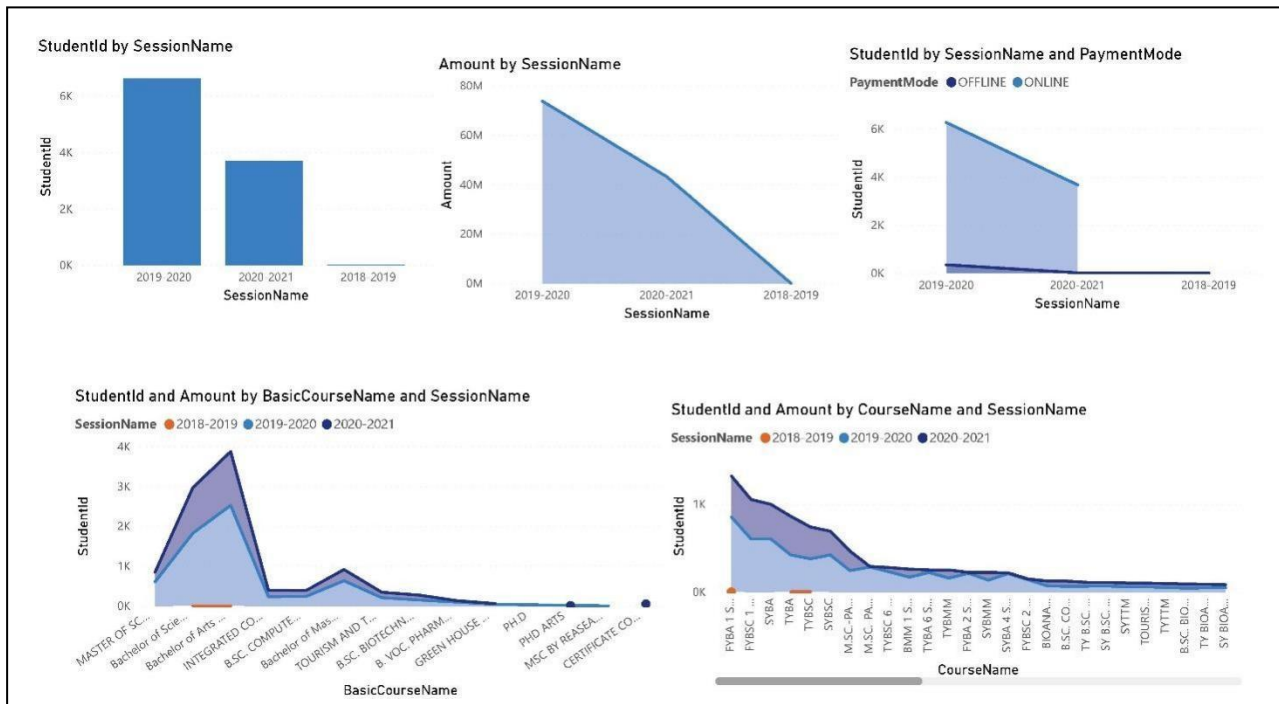 StudentId by SessionName
6K
4K
2K
0K
StudentId
2019-2020 2020-2021 2018-2019
SessionName
Amount by SessionName
80M
60M
40M
20M
0M
Amount
2019-2020 2020-2021 2018-2019
SessionName
StudentId by SessionName and PaymentMode
PaymentMode OFFLINE ONLINE
6K
4K
2K
0K
StudentId
2019-2020 2020-2021 2018-2019
SessionName
StudentId and Amount by BasicCourseName and SessionName
SessionName 2018-2019 2019-2020 2020-2021
4K
3K
2K
1K
0K
StudentId
MASTER OF SC...
Bachelor of Scie...
Bachelor of Arts ...
INTEGRATED CO...
B.SC. COMPUTE...
Bachelor of Mas...
TOURISM AND T...
B.SC. BIOTECHN...
B. VOC. PHARM...
GREEN HOUSE ...
PH.D
PHD ARTS
MSC BY REASEA...
CERTIFICATE CO...
BasicCourseName
StudentId and Amount by CourseName and SessionName
SessionName 2018-2019 2019-2020 2020-2021
1K
0K
StudentId
FYBA 1 S...
FYBSC 1 ...
SYBA
TYBA
TYBSC
SYBSC
M.SC-PA...
M.SC. PA...
TYBSC 6 ...
BMM 1 S...
TYBA 6 S...
TYBMM
FYBA 2 S...
SYBMM
SYBA 4 S...
FYBSC 2 ...
BIOANA...
B.SC. CO...
TY B.SC. ...
SY B.SC. ...
SYTTM
TOURIS...
TYTTM
B.SC. BIO...
TY BIOA...
SY BIOA...
CourseName